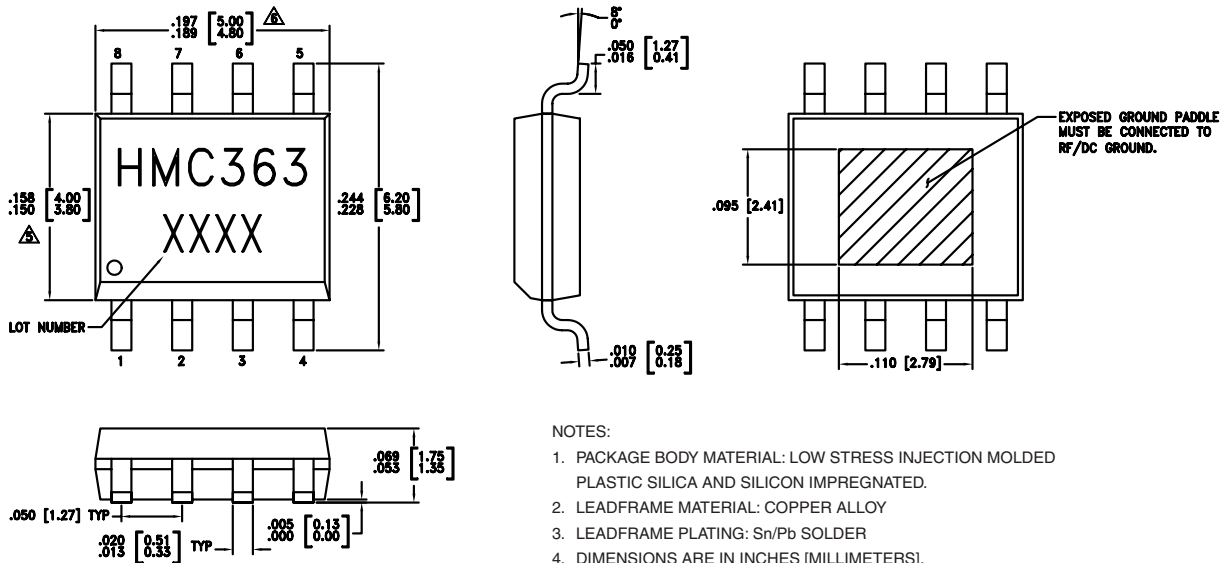 .197 [5.00] 6
.189 [4.80]
8 7 6 5
.158 [4.00]
.150 [3.80]
5
HMC363
XXXX
.244 [6.20]
.228 [5.80]
LOT NUMBER
1 2 3 4
8°
0°
.050 [1.27]
.016 [0.41]
.010 [0.25]
.007 [0.18]
EXPOSED GROUND PADDLE
MUST BE CONNECTED TO
RF/DC GROUND.
.095 [2.41]
.110 [2.79]
.069 [1.75]
.053 [1.35]
.050 [1.27] TYP
.020 [0.51]
.013 [0.33] TYP
.005 [0.13]
.000 [0.00]
NOTES:
1. PACKAGE BODY MATERIAL: LOW STRESS INJECTION MOLDED
PLASTIC SILICA AND SILICON IMPREGNATED.
2. LEADFRAME MATERIAL: COPPER ALLOY
3. LEADFRAME PLATING: Sn/Pb SOLDER
4. DIMENSIONS ARE IN INCHES [MILLIMETERS].